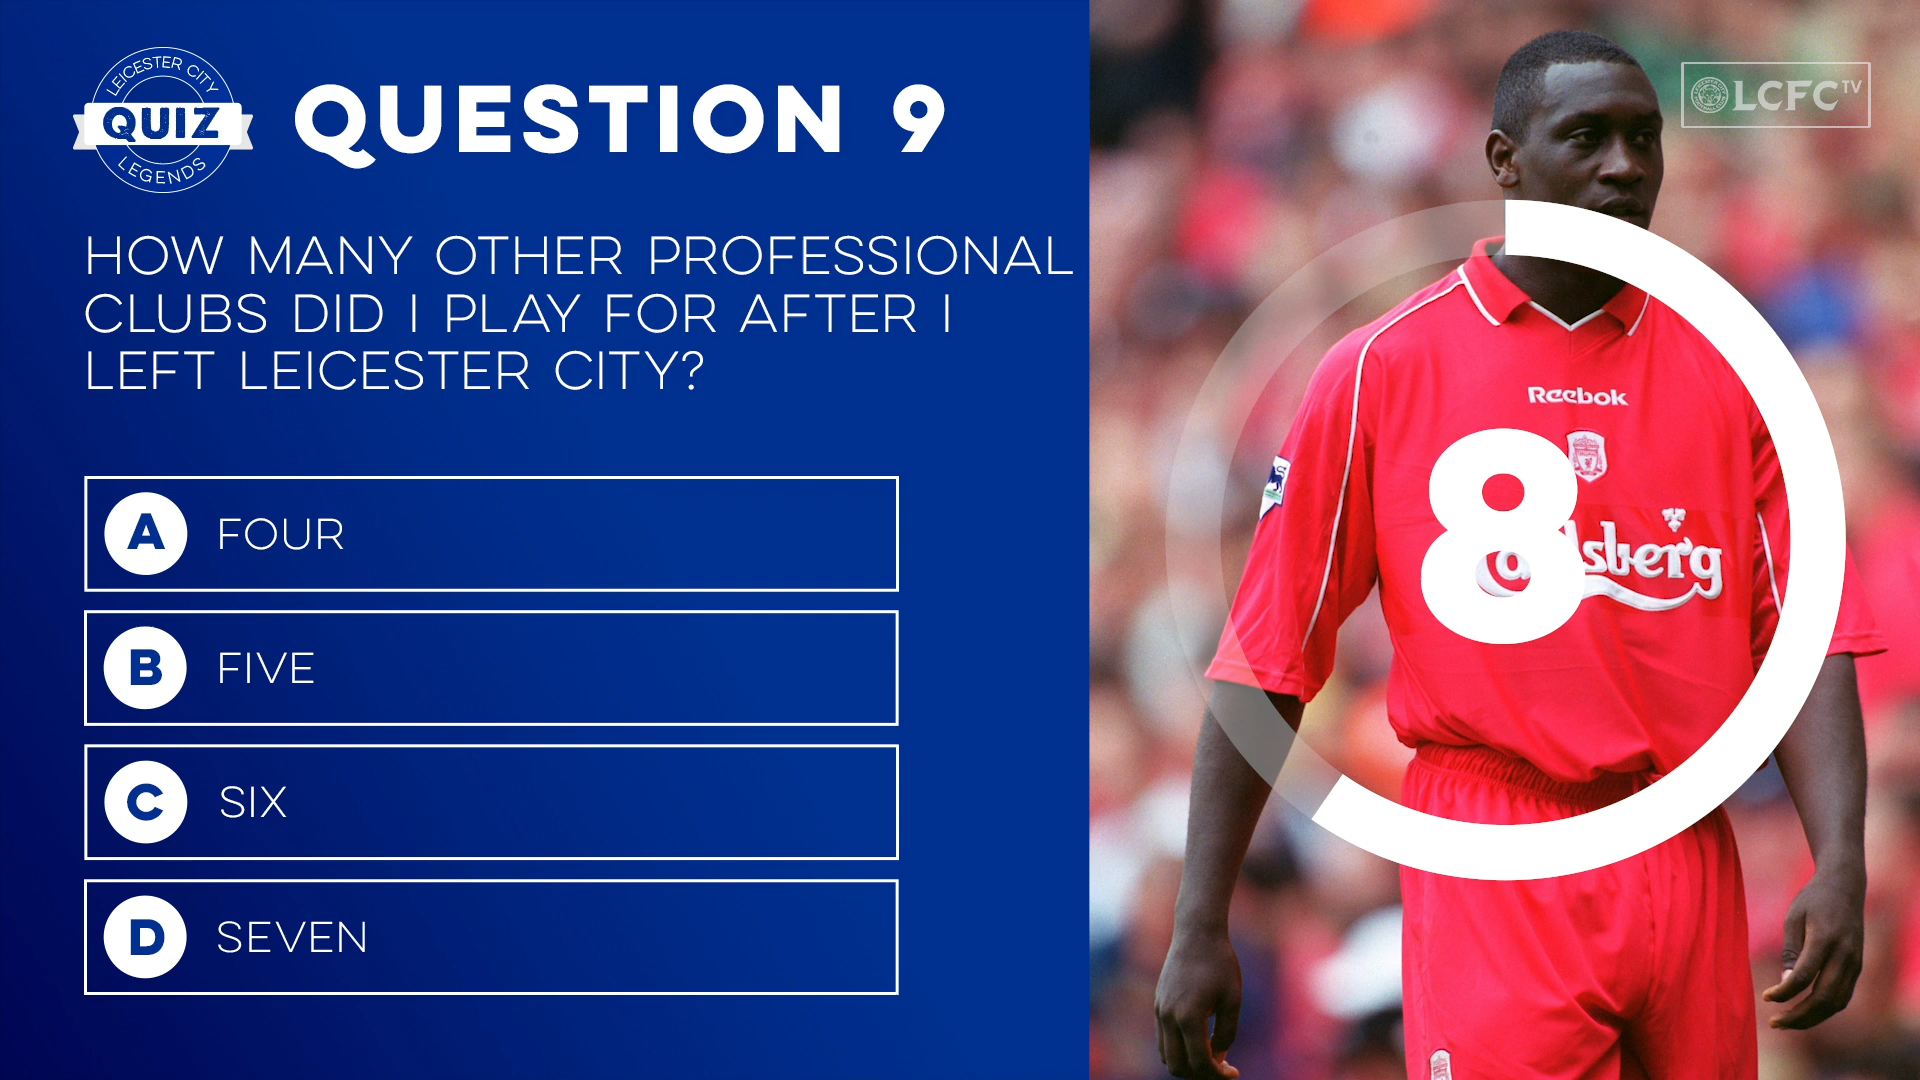 LEICESTER CITY
QUIZ
LEGENDS
QUESTION 9
HOW MANY OTHER PROFESSIONAL
CLUBS DID I PLAY FOR AFTER I
LEFT LEICESTER CITY?
A FOUR
B FIVE
C SIX
D SEVEN
LCFC TV
Reebok
8
lsberg